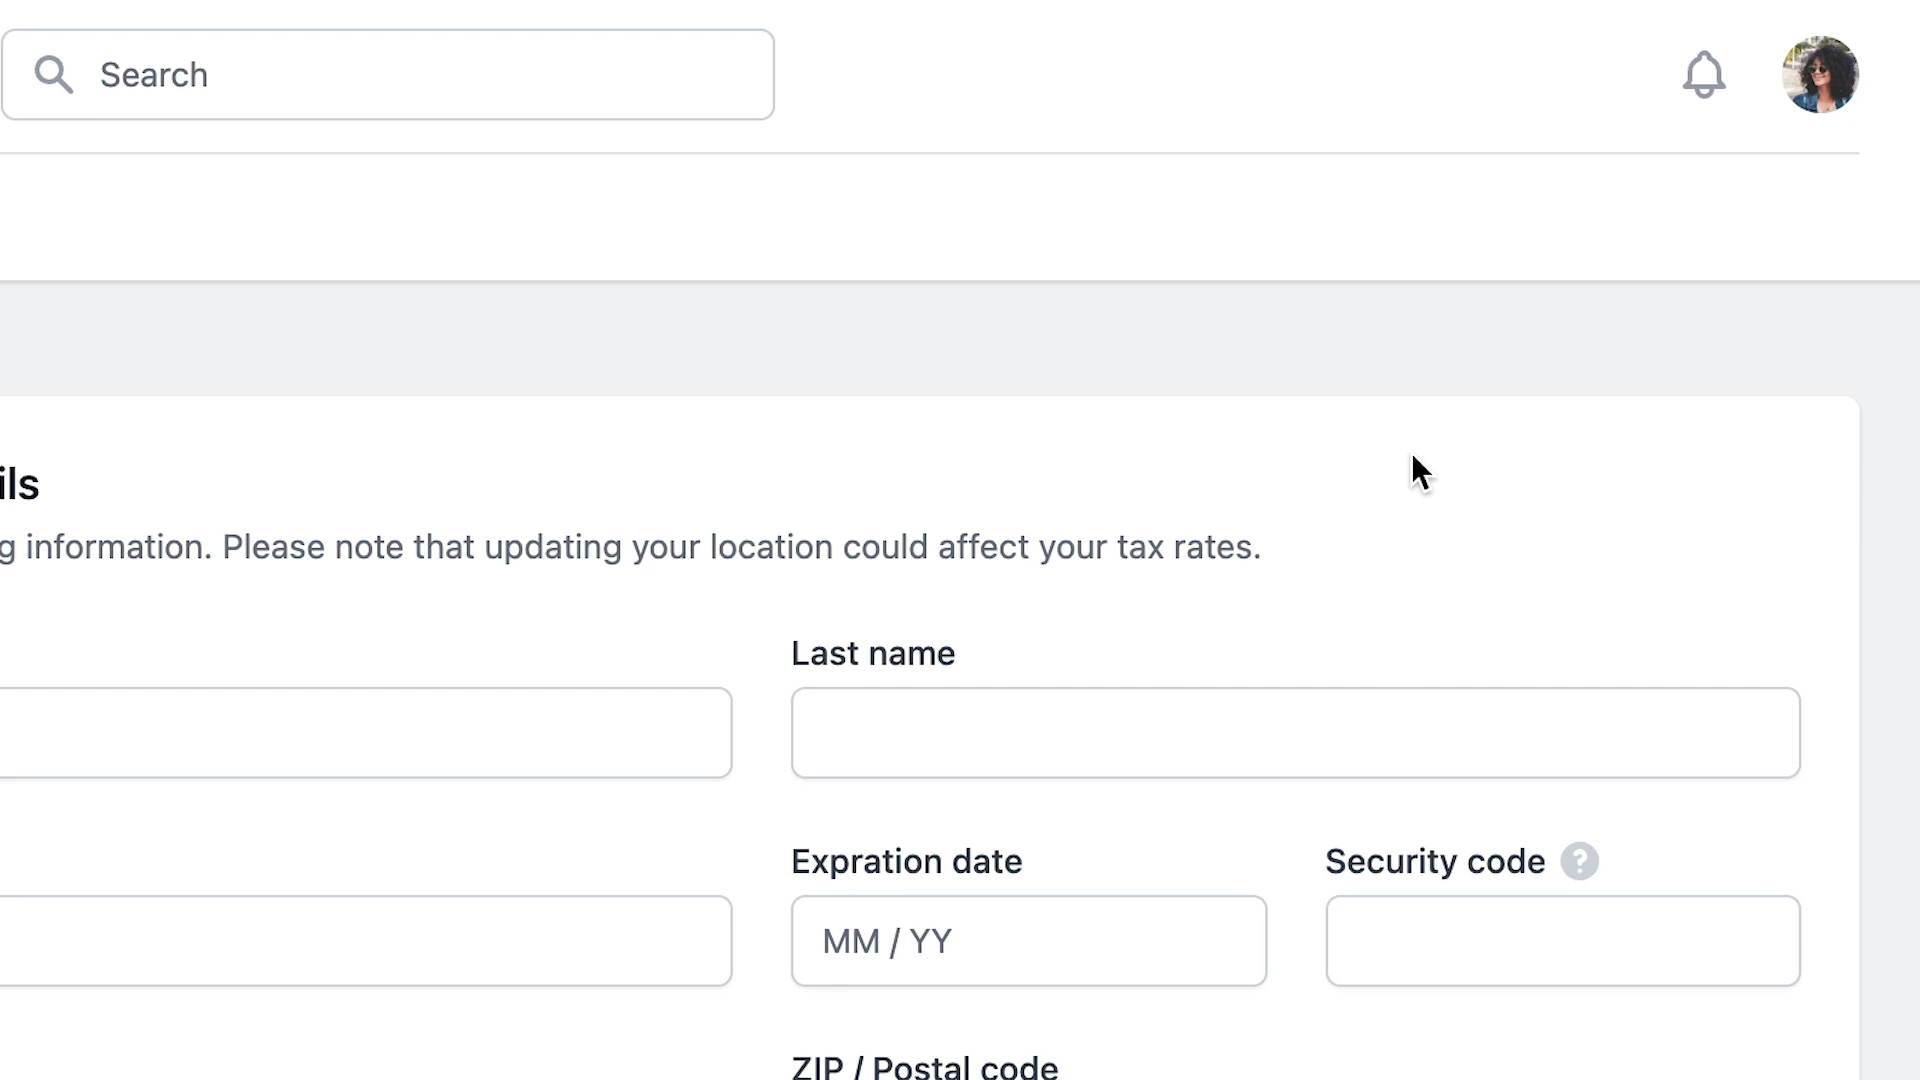 Search
ils
g information. Please note that updating your location could affect your tax rates.
Last name
Expration date
Security code ?
MM / YY
ZIP / Postal code